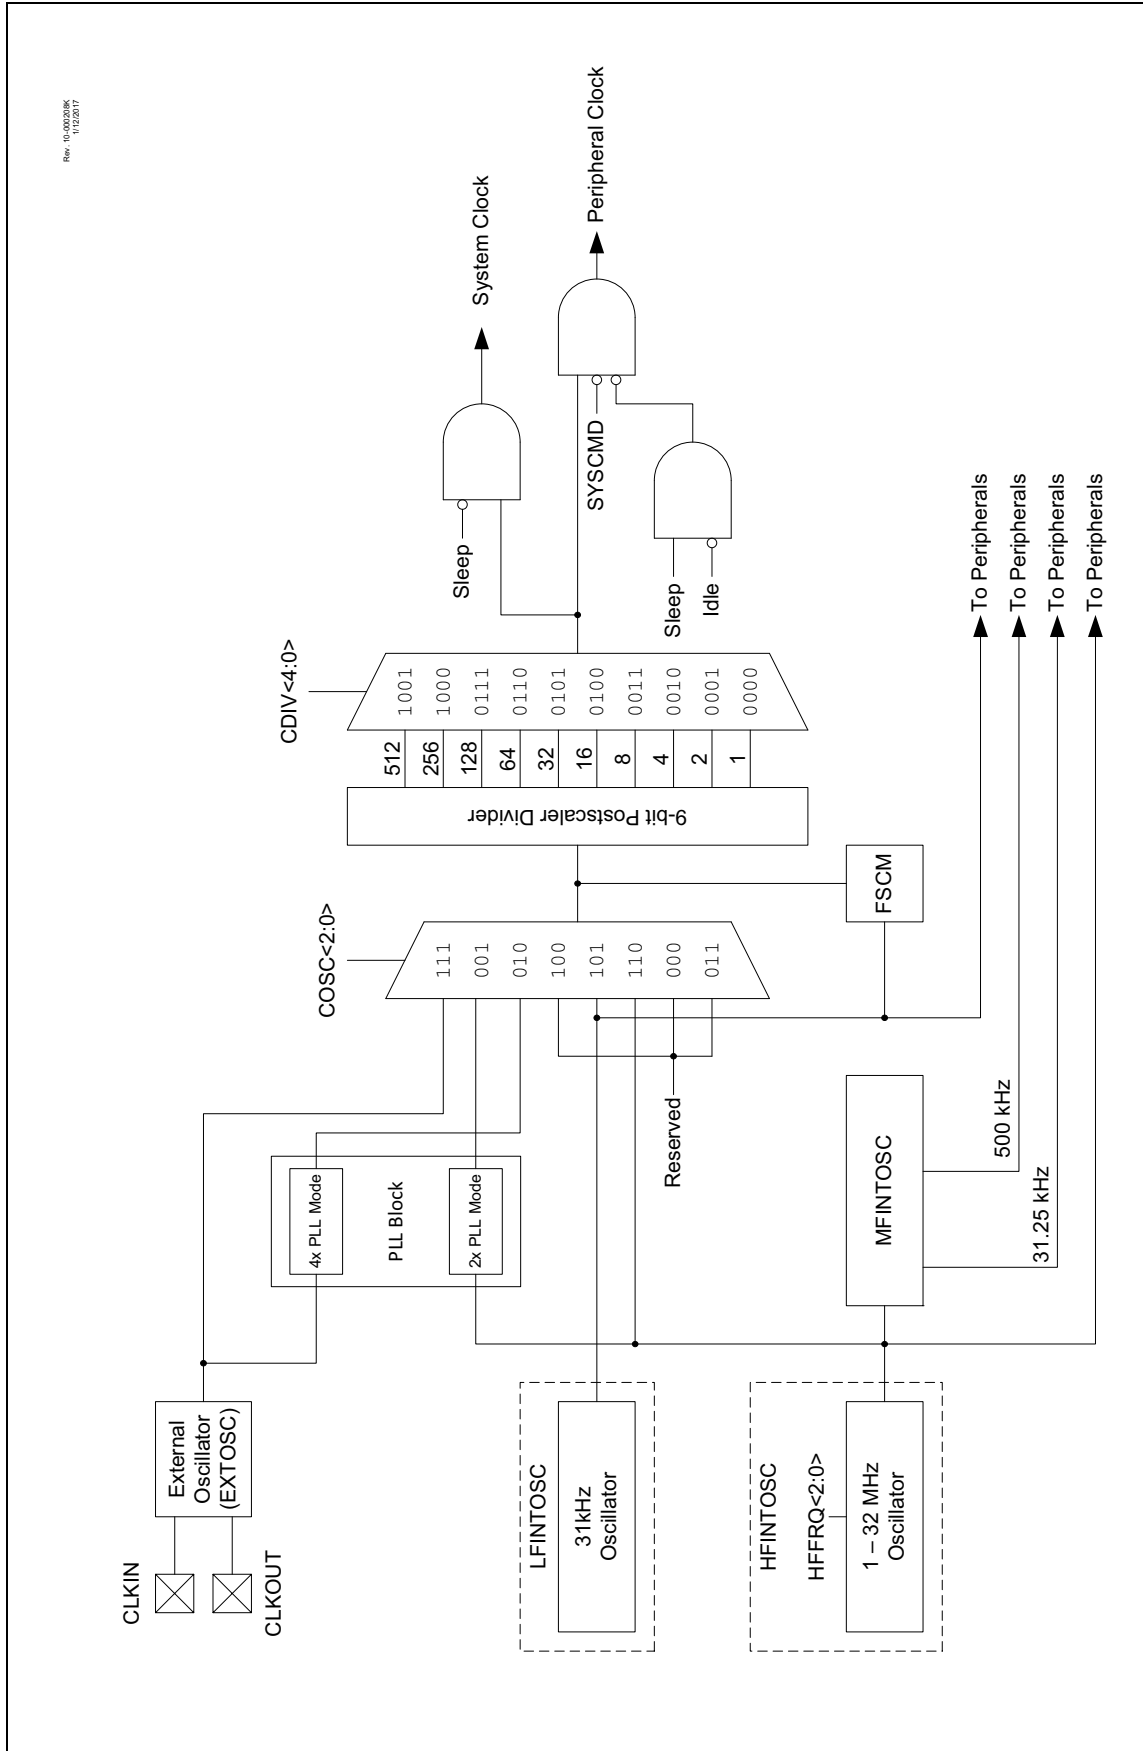 Rev. 10-000208K
1/12/2017
CLKIN
CLKOUT
External
Oscillator
(EXTOSC)
4x PLL Mode
PLL Block
2x PLL Mode
COSC<2:0>
111
001
010
100
101
110
000
011
Reserved
LFINTOSC
31kHz
Oscillator
HFINTOSC
HFFRQ<2:0>
1 – 32 MHz
Oscillator
MFINTOSC
500 kHz
31.25 kHz
FSCM
9-bit Postscaler Divider
CDIV<4:0>
512
1001
256
1000
128
0111
64
0110
32
0101
16
0100
8
0011
4
0010
2
0001
1
0000
Sleep
System Clock
SYSCMD
Peripheral Clock
Sleep
Idle
To Peripherals
To Peripherals
To Peripherals
To Peripherals